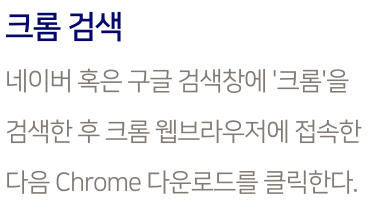 크롬 검색
네이버 혹은 구글 검색창에 '크롬'을
검색한 후 크롬 웹브라우저에 접속한
다음 Chrome 다운로드를 클릭한다.